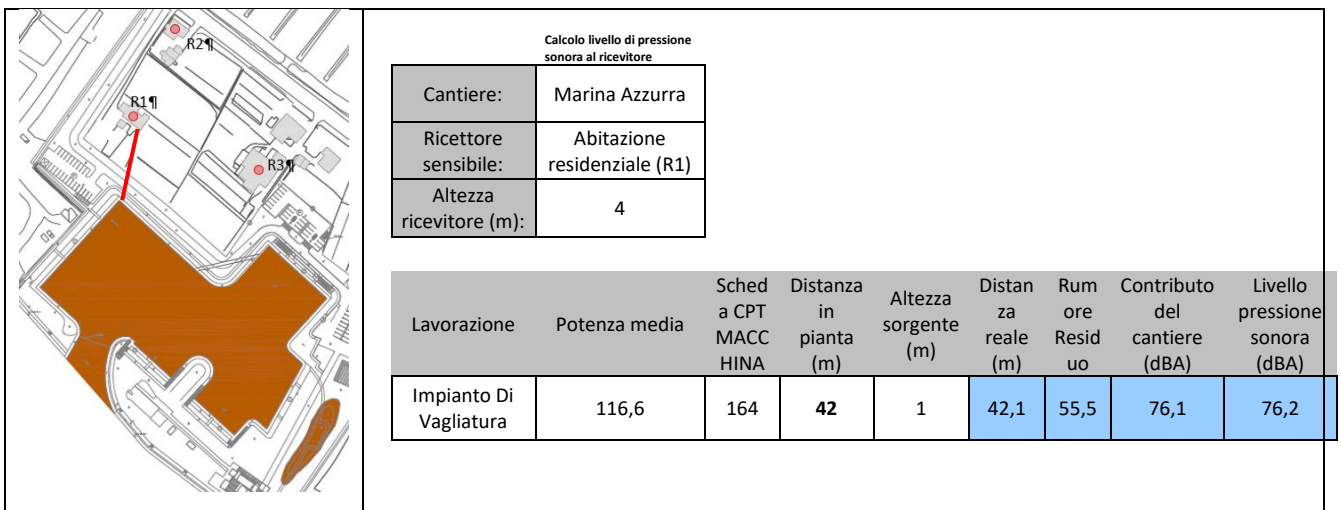 R2¶
R1¶
R3¶
Calcolo livello di pressione
sonora al ricevitore
Cantiere:
Marina Azzurra
Ricettore
sensibile:
Abitazione
residenziale (R1)
Altezza
ricevitore (m):
4
Lavorazione
Potenza media
Sched
a CPT
MACC
HINA
Distanza
in
pianta
(m)
Altezza
sorgente
(m)
Distan
za
reale
(m)
Rum
ore
Resid
uo
Contributo
del
cantiere
(dBA)
Livello
pressione
sonora
(dBA)
Impianto Di
Vagliatura
116,6
164
42
1
42,1
55,5
76,1
76,2